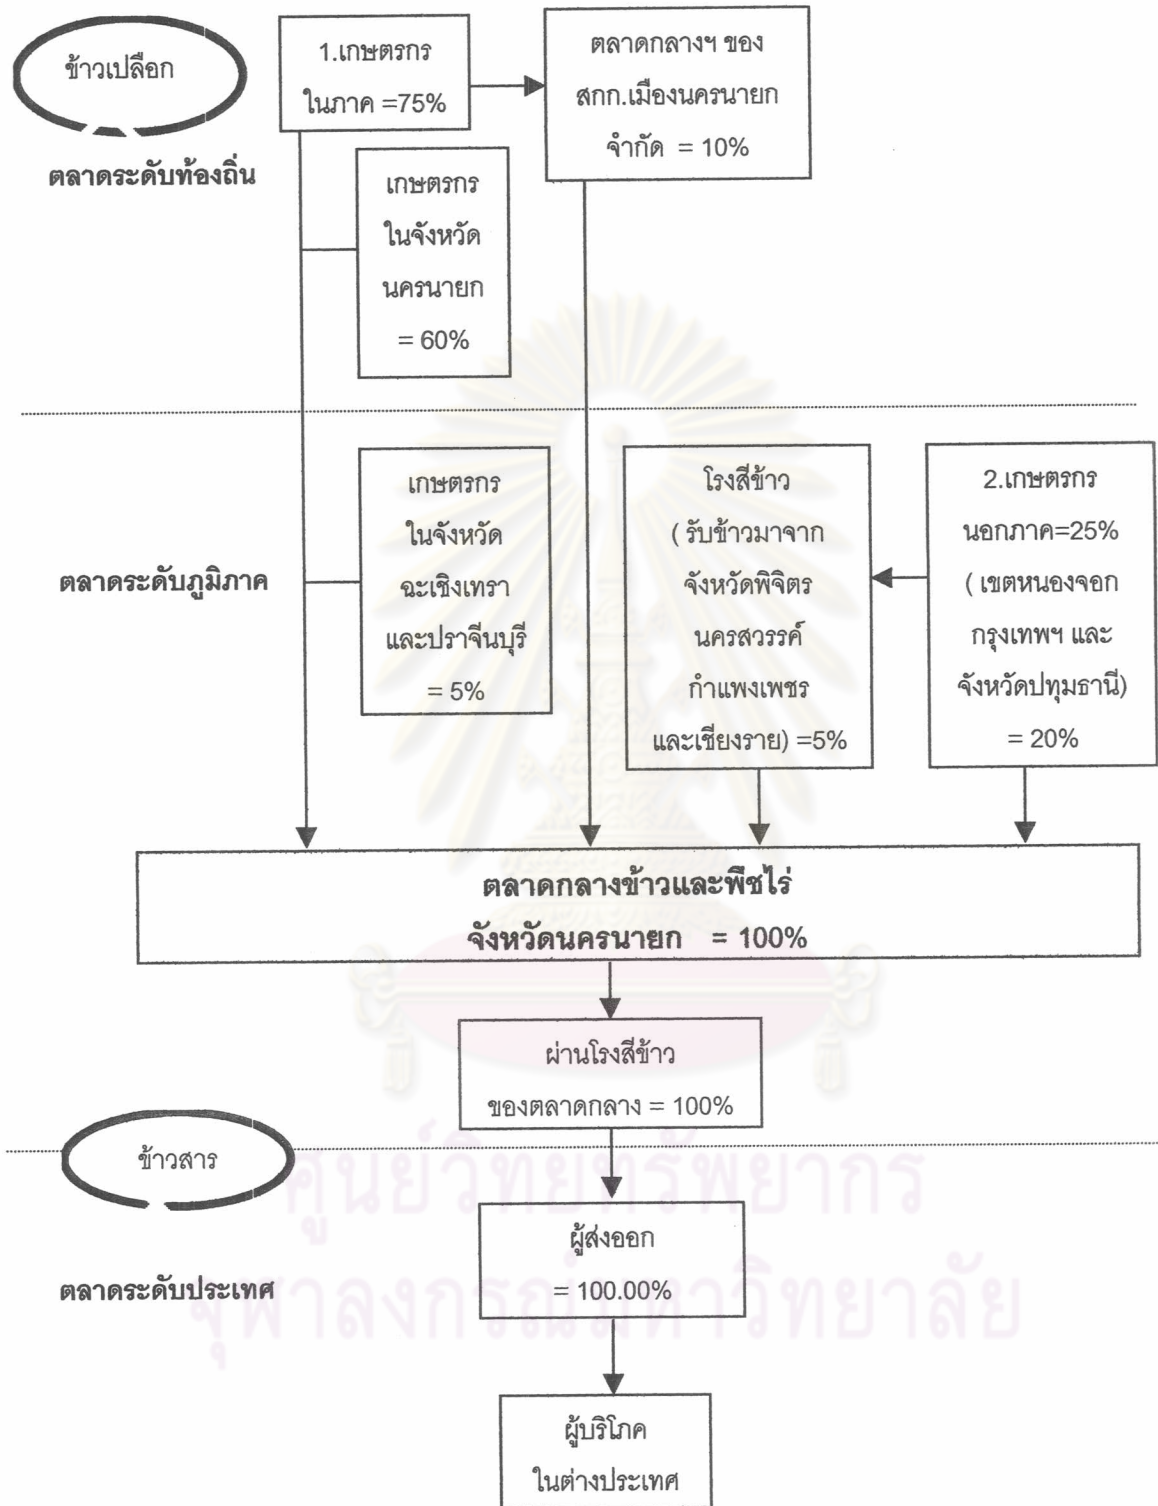 ข้าวเปลือก
1.เกษตรกร
ในภาค =75%
ตลาดกลางฯ ของ
สกก.เมืองนครนายก
จำกัด = 10%
ตลาดระดับท้องถิ่น
เกษตรกร
ในจังหวัด
นครนายก
= 60%
เกษตรกร
ในจังหวัด
ฉะเชิงเทรา
และปราจีนบุรี
= 5%
โรงสีข้าว
( รับข้าวมาจาก
จังหวัดพิจิตร
นครสวรรค์
กำแพงเพชร
และเชียงราย) =5%
2.เกษตรกร
นอกภาค=25%
( เขตหนองจอก
กรุงเทพฯ และ
จังหวัดปทุมธานี)
= 20%
ตลาดระดับภูมิภาค
ตลาดกลางข้าวและพืชไร่
จังหวัดนครนายก = 100%
ผ่านโรงสีข้าว
ของตลาดกลาง = 100%
ข้าวสาร
ศูนย์วิทยทรัพยากร
จุฬาลงกรณ์มหาวิทยาลัย
ผู้ส่งออก
= 100.00%
ตลาดระดับประเทศ
ผู้บริโภค
ในต่างประเทศ